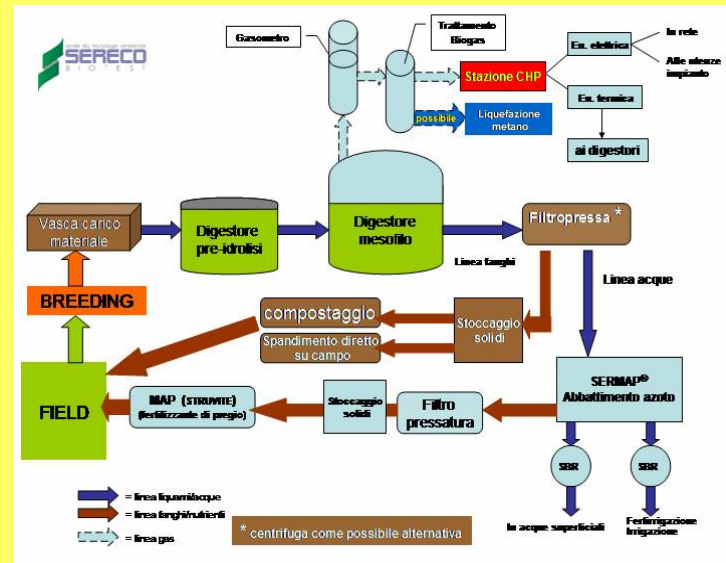 SERECO
BIOTEST
Gasometro
Trattamento
Biogas
Stazione CHP
En. elettrica
In rete
Alle utenze
impianto
En. termica
ai digestori
possibile
Liquefazione
metano
Vasca carico
materiale
Digestore
pre-idrolisi
Digestore
mesofilo
Filtropressa *
Linea fanghi
Linea acque
BREEDING
compostaggio
Spandimento diretto
su campo
Stoccaggio
solidi
FIELD
MAP (STRUVITE)
(fertilizzante di pregio)
Stoccaggio
solidi
Filtro
pressatura
SERMAP®
Abbattimento azoto
SBR
SBR
In acque superficiali
Fertirrigazione
Irrigazione
= linea liquami/acque
= linea fanghi/nutrienti
= linea gas
* centrifuga come possibile alternativa